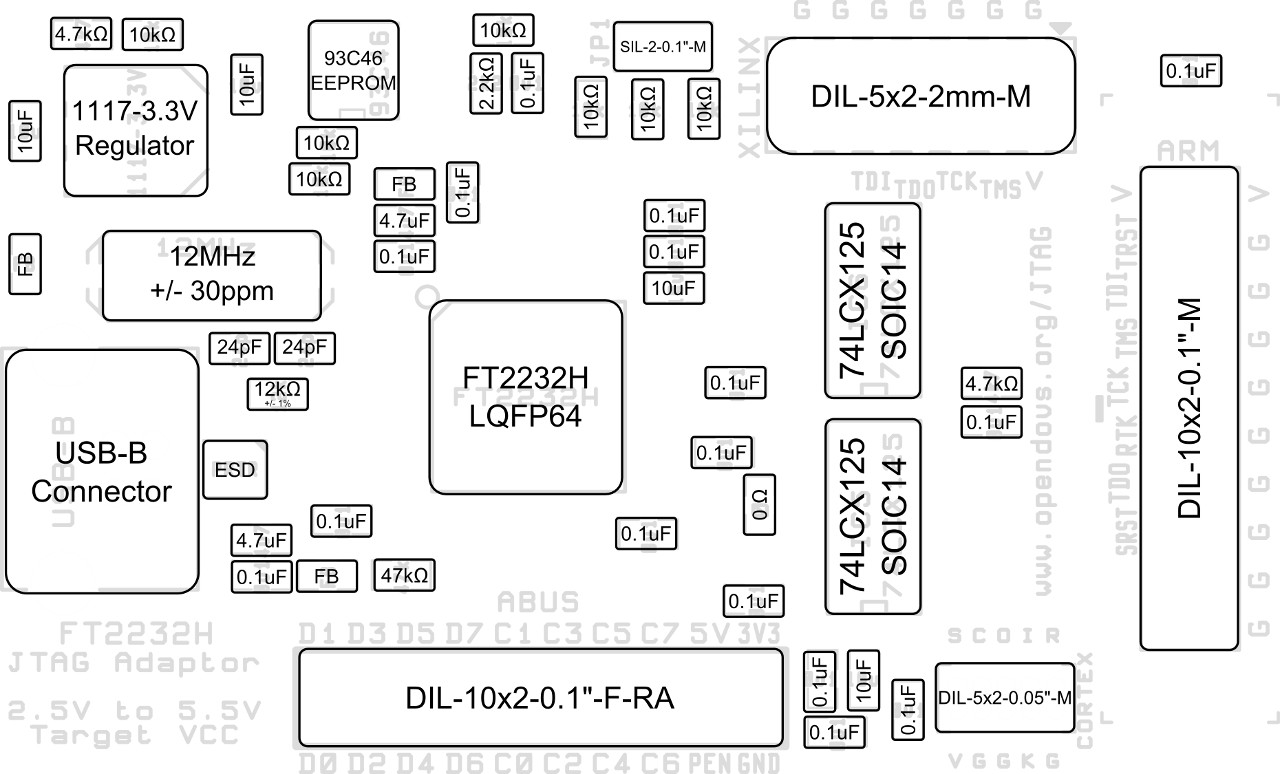 G G G G G G G
4.7kΩ 10kΩ
10uF
93C46
EEPROM
93C46
10kΩ
2.2kΩ
0.1uF
JP1
SIL-2-0.1"-M
10kΩ
10kΩ
10kΩ
XILINX
DIL-5x2-2mm-M
0.1uF
10uF
1117-3.3V
Regulator
10kΩ
10kΩ
FB
4.7uF
0.1uF
0.1uF
TDI TDO TCK TMS V
ARM
FB
12MHz
12MHz
+/- 30ppm
0.1uF
0.1uF
10uF
74LCX125
SOIC14
www.opendous.org/JTAG
SRST TDO RTK TCK TMS TDI TRST V
DIL-10x2-0.1"-M
V
G
G
G
G
G
G
G
G
G
24pF 24pF
12kΩ
+/- 1%
FT2232H
FT2232H
LQFP64
0.1uF
4.7kΩ
0.1uF
USB-B
USB-B
Connector
ESD
0.1uF
0Ω
74LCX125
SOIC14
0.1uF
4.7uF
0.1uF FB 47kΩ
0.1uF
0.1uF
ABUS
FT2232H
JTAG Adaptor
2.5V to 5.5V
Target VCC
D1 D3 D5 D7 C1 C3 C5 C7 5V 3V3
DIL-10x2-0.1"-F-RA
D0 D2 D4 D6 C0 C2 C4 C6 PEN GND
0.1uF
10uF
0.1uF
0.1uF
S C O I R
DIL-5x2-0.05"-M
CORTEX
V G G K G